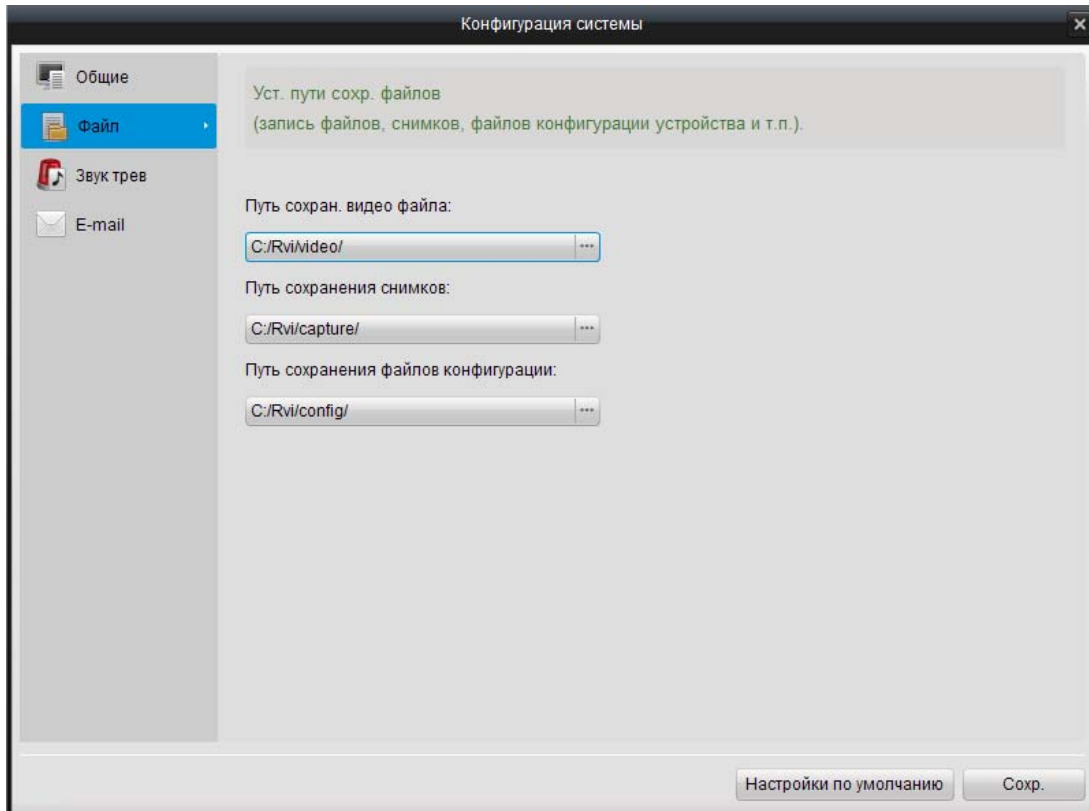 Конфигурация системы
Общие
Файл
Звук трев
E-mail
Уст. пути сохр. файлов
(запись файлов, снимков, файлов конфигурации устройства и т.п.).
Путь сохран. видео файла:
C:/Rvi/video/
Путь сохранения снимков:
C:/Rvi/capture/
Путь сохранения файлов конфигурации:
C:/Rvi/config/
Настройки по умолчанию
Сохр.